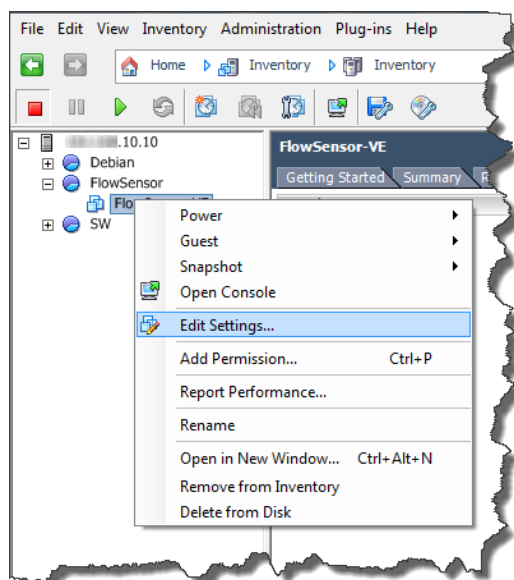 File Edit View Inventory Administration Plug-ins Help
Home Inventory Inventory
.10.10
Debian
FlowSensor
SW
FlowSensor-VE
Getting Started Summary
Power
Guest
Snapshot
Open Console
Edit Settings...
Add Permission... Ctrl+P
Report Performance...
Rename
Open in New Window... Ctrl+Alt+N
Remove from Inventory
Delete from Disk